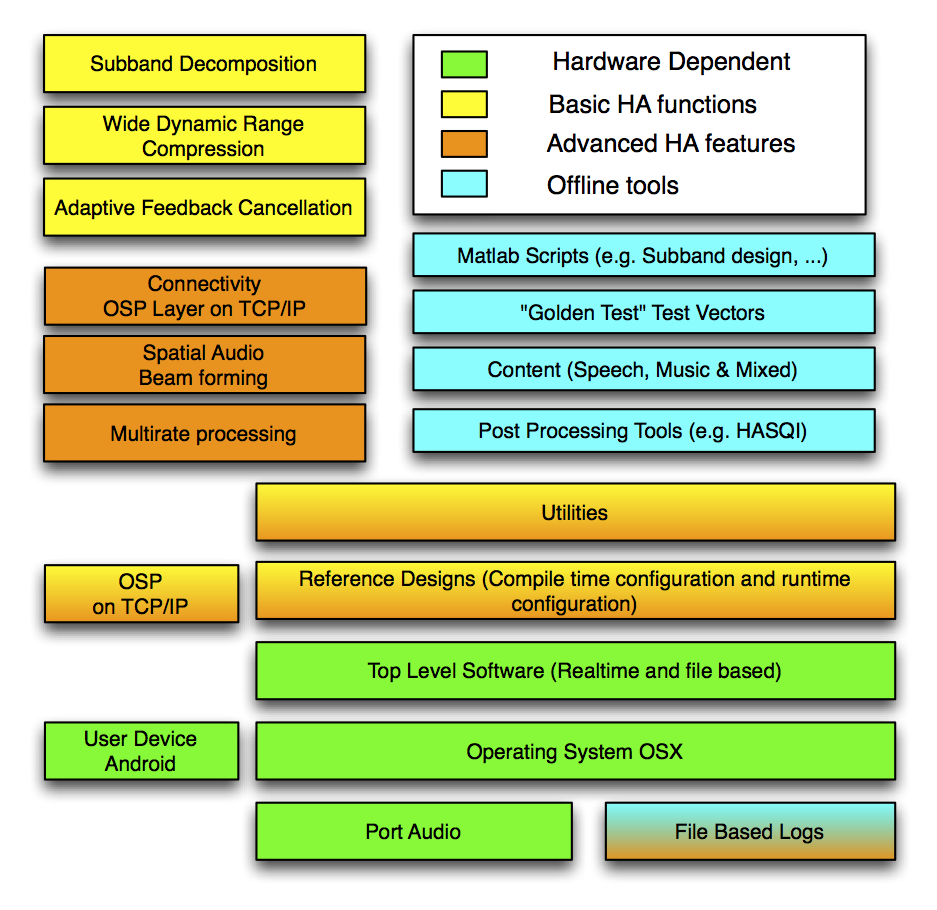 Subband Decomposition
Wide Dynamic Range
Compression
Adaptive Feedback Cancellation
Connectivity
OSP Layer on TCP/IP
Spatial Audio
Beam forming
Multirate processing
Hardware Dependent
Basic HA functions
Advanced HA features
Offline tools
Matlab Scripts (e.g. Subband design, ...)
"Golden Test" Test Vectors
Content (Speech, Music & Mixed)
Post Processing Tools (e.g. HASQI)
Utilities
OSP
on TCP/IP
Reference Designs (Compile time configuration and runtime
configuration)
Top Level Software (Realtime and file based)
User Device
Android
Operating System OSX
Port Audio
File Based Logs